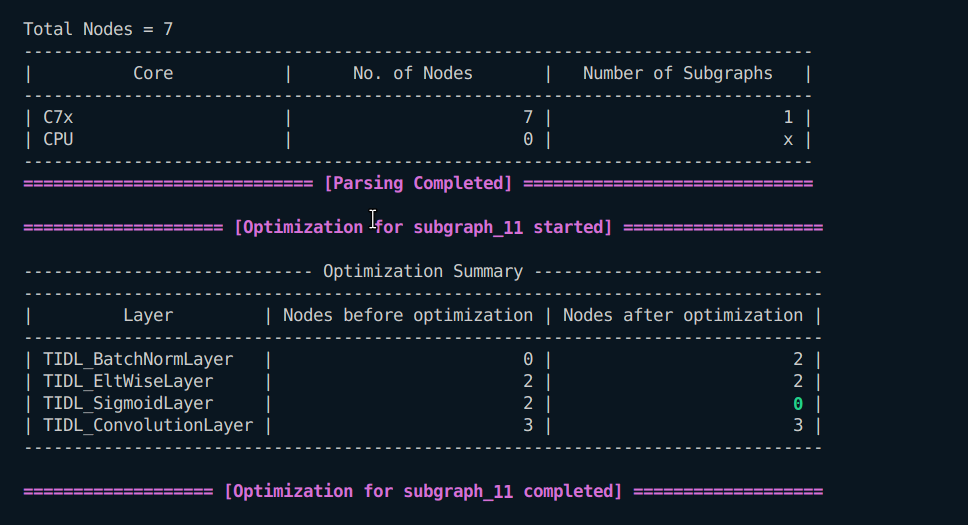 Total Nodes = 7
-------------------------------------------------------------------------------
|          Core           |      No. of Nodes       |   Number of Subgraphs   |
-------------------------------------------------------------------------------
| C7x                     |                       7 |                       1 |
| CPU                     |                       0 |                       x |
-------------------------------------------------------------------------------
============================= [Parsing Completed] =============================
==================== [Optimization for subgraph_11 started] ====================
----------------------------- Optimization Summary -----------------------------
--------------------------------------------------------------------------------
|         Layer         | Nodes before optimization | Nodes after optimization |
--------------------------------------------------------------------------------
| TIDL_BatchNormLayer   |                         0 |                        2 |
| TIDL_EltWiseLayer     |                         2 |                        2 |
| TIDL_SigmoidLayer     |                         2 |                        0 |
| TIDL_ConvolutionLayer |                         3 |                        3 |
--------------------------------------------------------------------------------
=================== [Optimization for subgraph_11 completed] ===================